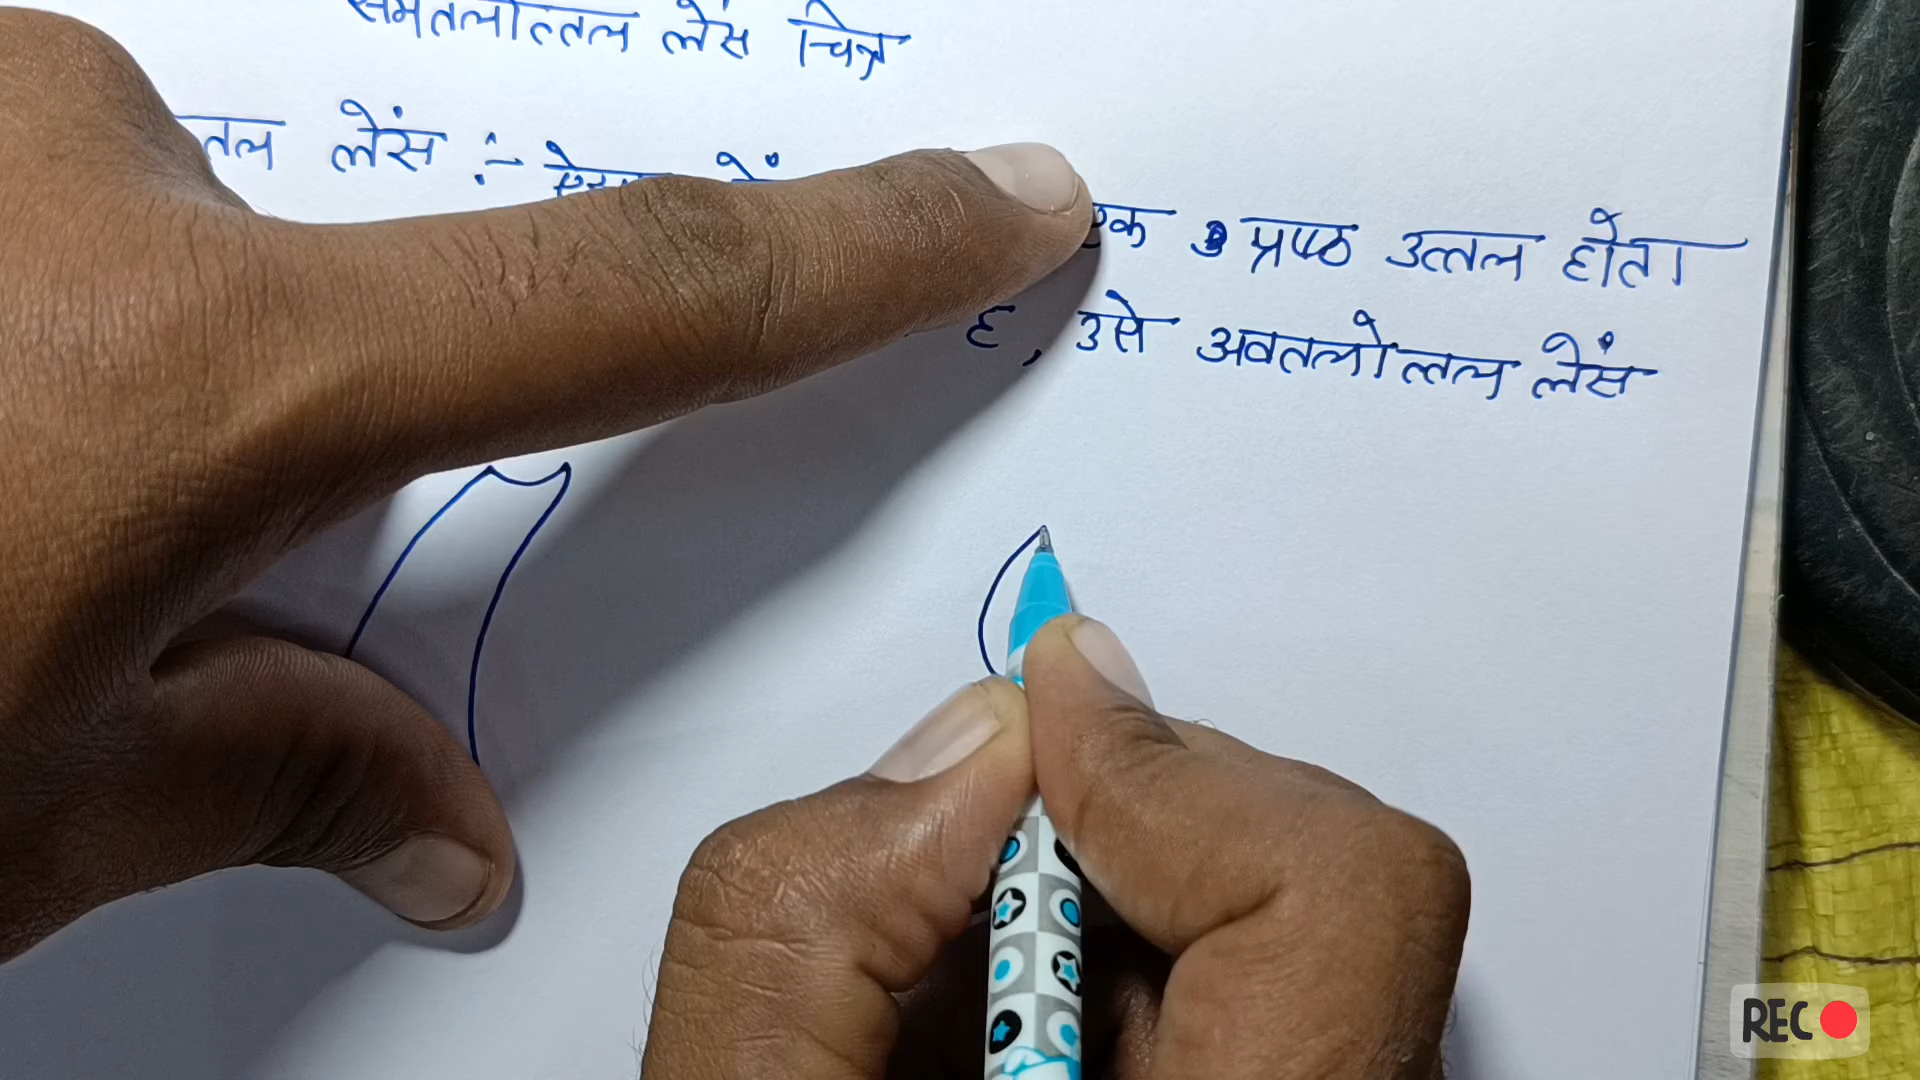 समतलोत्तल लेंस चित्र
तल लेंस :- एक प्रष्ठ उत्तल होता
है, उसे अवतलोत्तल लेंस
REC